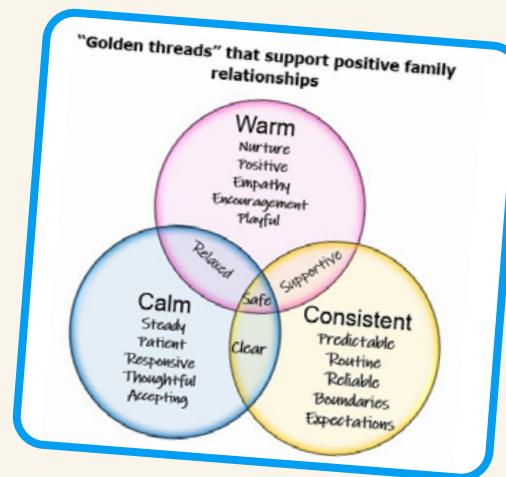 “Golden threads” that support positive family
relationships
Warm
Nurture
Positive
Empathy
Encouragement
Playful
Relaxed
Supportive
Safe
Calm
Steady
Patient
Responsive
Thoughtful
Accepting
Clear
Consistent
Predictable
Routine
Reliable
Boundaries
Expectations